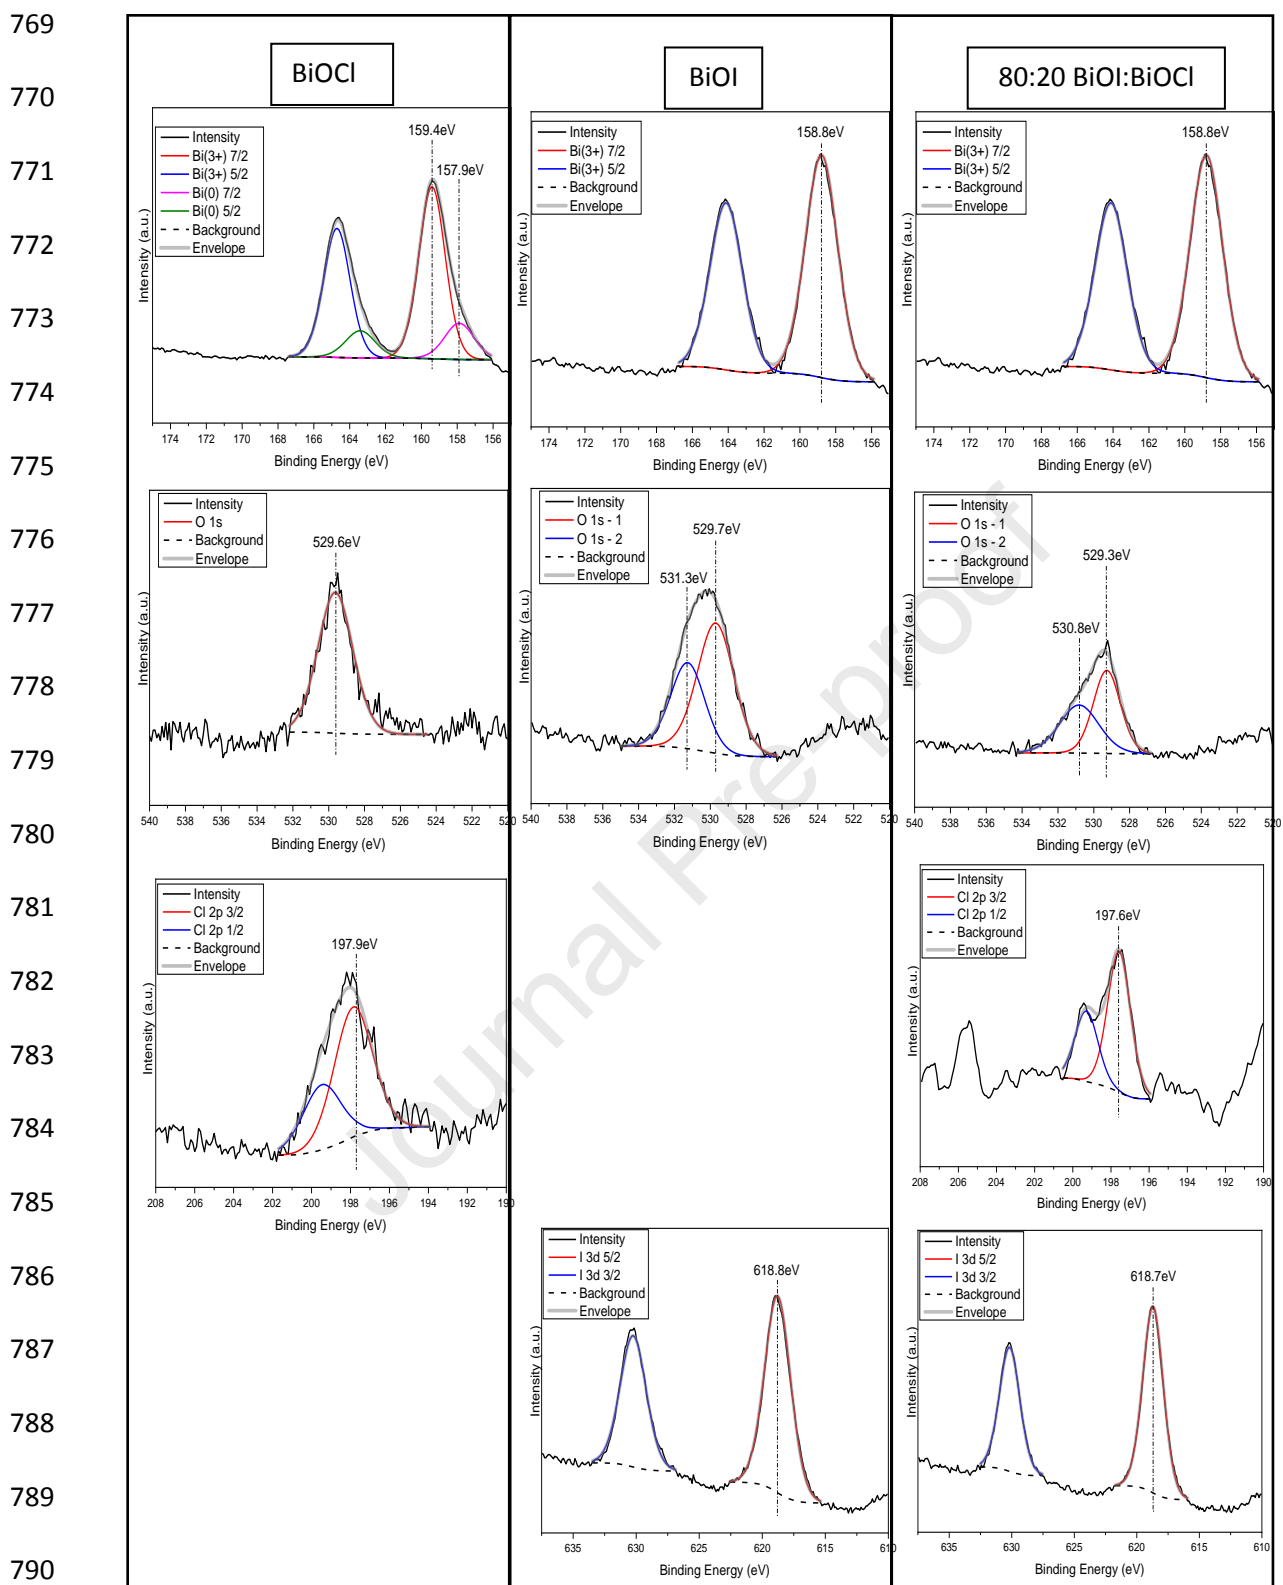 769
770
771
772
773
774
775
776
777
778
779
780
781
782
783
784
785
786
787
788
789
790
Journal Pre-proof
BiOCl
Intensity
Bi(3+) 7/2
Bi(3+) 5/2
Bi(0) 7/2
Bi(0) 5/2
Background
Envelope
159.4eV
157.9eV
Intensity (a.u.)
174 172 170 168 166 164 162 160 158 156
Binding Energy (eV)
BiOI
Intensity
Bi(3+) 7/2
Bi(3+) 5/2
Background
Envelope
158.8eV
Intensity (a.u.)
174 172 170 168 166 164 162 160 158 156
Binding Energy (eV)
80:20 BiOI:BiOCl
Intensity
Bi(3+) 7/2
Bi(3+) 5/2
Background
Envelope
158.8eV
Intensity (a.u.)
174 172 170 168 166 164 162 160 158 156
Binding Energy (eV)
Intensity
O 1s
Background
Envelope
529.6eV
Intensity (a.u.)
540 538 536 534 532 530 528 526 524 522 520
Binding Energy (eV)
Intensity
O 1s - 1
O 1s - 2
Background
Envelope
529.7eV
531.3eV
Intensity (a.u.)
540 538 536 534 532 530 528 526 524 522 520
Binding Energy (eV)
Intensity
O 1s - 1
O 1s - 2
Background
Envelope
529.3eV
530.8eV
Intensity (a.u.)
540 538 536 534 532 530 528 526 524 522 520
Binding Energy (eV)
Intensity
Cl 2p 3/2
Cl 2p 1/2
Background
Envelope
197.9eV
Intensity (a.u.)
208 206 204 202 200 198 196 194 192 190
Binding Energy (eV)
Intensity
Cl 2p 3/2
Cl 2p 1/2
Background
Envelope
197.6eV
Intensity (a.u.)
208 206 204 202 200 198 196 194 192 190
Binding Energy (eV)
Intensity
I 3d 5/2
I 3d 3/2
Background
Envelope
618.8eV
Intensity (a.u.)
635 630 625 620 615 610
Binding Energy (eV)
Intensity
I 3d 5/2
I 3d 3/2
Background
Envelope
618.7eV
Intensity (a.u.)
635 630 625 620 615 610
Binding Energy (eV)